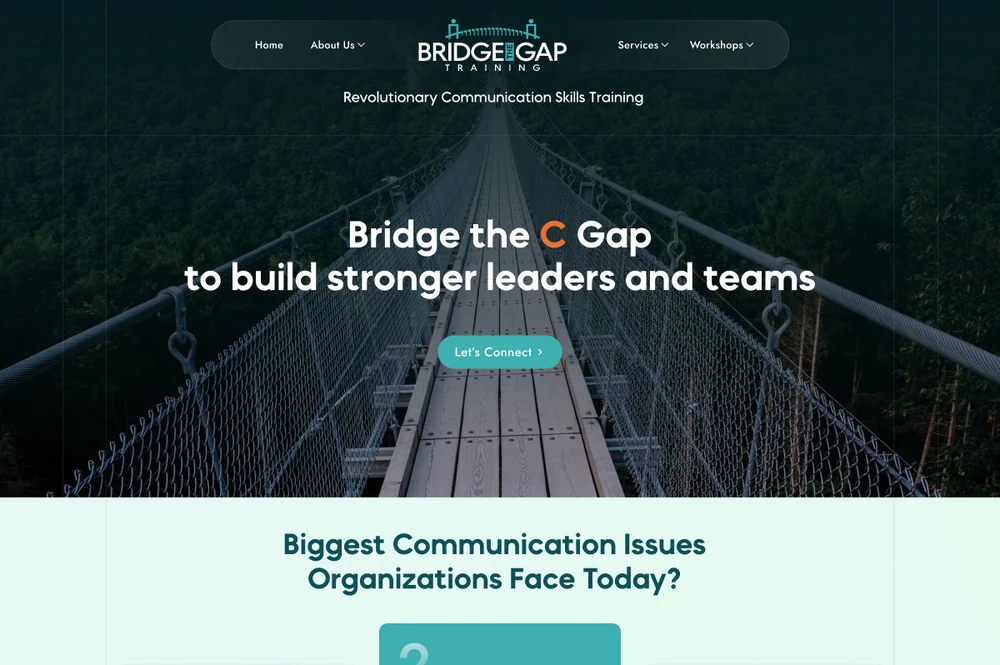 Home
About Us
BRIDGE THE GAP
TRAINING
Services
Workshops
Revolutionary Communication Skills Training
Bridge the C Gap
to build stronger leaders and teams
Let's Connect
Biggest Communication Issues
Organizations Face Today?
2